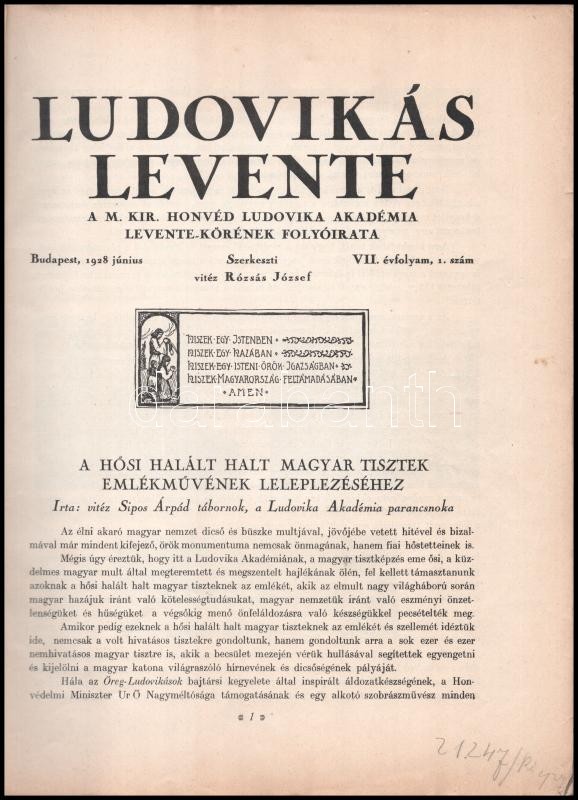 LUDOVIKÁS
LEVENTE
A M. KIR. HONVÉD LUDOVIKA AKADÉMIA
LEVENTE-KÖRÉNEK FOLYÓIRATA
Budapest, 1928 június Szerkeszti VII. évfolyam, 1. szám
vitéz Rózsás József
HISZEK · EGY · ISTENBEN
HISZEK · EGY · HAZÁBAN
HISZEK · EGY · ISTENI · ÖRÖK · IGAZSÁGBAN
HISZEK · MAGYARORSZÁG · FELTÁMADÁSÁBAN
· AMEN ·
darabanth
A HŐSI HALÁLT HALT MAGYAR TISZTEK
EMLÉKMŰVÉNEK LELEPLEZÉSÉHEZ
Irta: vitéz Sipos Árpád tábornok, a Ludovika Akadémia parancsnoka
Az élni akaró magyar nemzet dicső és büszke multjával, jövőjébe vetett hitével és bizal-
mával már mindent kifejező, örök monumentuma nemcsak önmagának, hanem fiai hőstetteinek is.
Mégis úgy éreztük, hogy itt a Ludovika Akadémiának, a magyar tisztképzés eme ősi, a küz-
delmes magyar mult által megteremtett és megszentelt hajlékának ölén, fel kellett támasztanunk
azoknak a hősi halált halt magyar tiszteknek az emlékét, akik az elmult nagy világháború során
magyar hazájuk iránt való kötelességtudásukat, magyar nemzetük iránt való eszményi önzet-
lenségüket és hűségüket a végsőkig menő önfeláldozásra való készségükkel pecsételték meg.
Amikor pedig ezeknek a hősi halált halt magyar tiszteknek az emlékét és szellemét idéztük
ide, nemcsak a volt hivatásos tisztekre gondoltunk, hanem gondoltunk arra a sok ezer és ezer
nemhivatásos magyar tisztre is, akik a becsület mezején vérük hullásával segítettek egyengetni
és kijelölni a magyar katona világraszóló hírnevének és dicsőségének pályáját.
Hála az Öreg-Ludovikások bajtársi kegyelete által inspirált áldozatkészségének, a Hon-
védelmi Miniszter Ur Ő Nagyméltósága támogatásának és egy alkotó szobrászművész minden
1
21247/